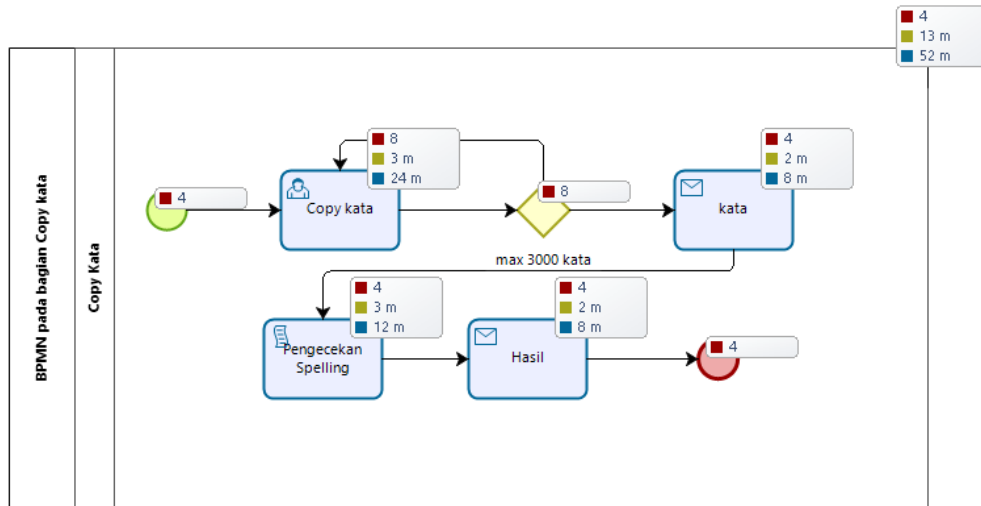 4
13 m
52 m
BPMN pada bagian Copy kata
Copy Kata
4
8
3 m
24 m
Copy kata
8
4
2 m
8 m
kata
max 3000 kata
4
3 m
12 m
Pengecekan
Spelling
4
2 m
8 m
Hasil
4